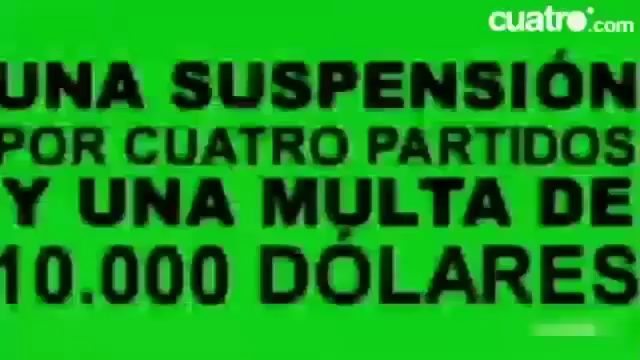 cuatro.com
UNA SUSPENSIÓN
POR CUATRO PARTIDOS
Y UNA MULTA DE
10.000 DÓLARES